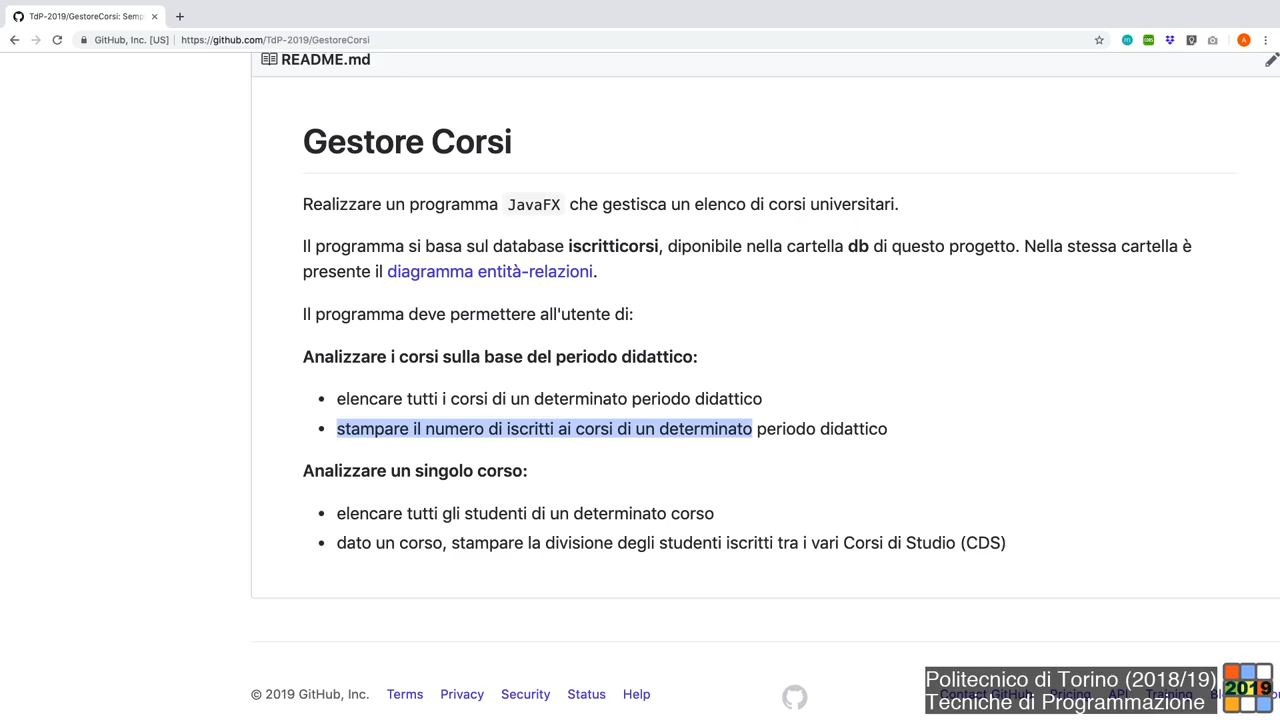 TdP-2019/GestoreCorsi: Semp
GitHub, Inc. [US] https://github.com/TdP-2019/GestoreCorsi
README.md
Gestore Corsi
Realizzare un programma JavaFX che gestisca un elenco di corsi universitari.
Il programma si basa sul database iscritticorsi, diponibile nella cartella db di questo progetto. Nella stessa cartella è
presente il diagramma entità-relazioni.
Il programma deve permettere all'utente di:
Analizzare i corsi sulla base del periodo didattico:
• elencare tutti i corsi di un determinato periodo didattico
• stampare il numero di iscritti ai corsi di un determinato periodo didattico
Analizzare un singolo corso:
• elencare tutti gli studenti di un determinato corso
• dato un corso, stampare la divisione degli studenti iscritti tra i vari Corsi di Studio (CDS)
© 2019 GitHub, Inc. Terms Privacy Security Status Help Contact GitHub Pricing API Training
Politecnico di Torino (2018/19)
Tecniche di Programmazione
2019